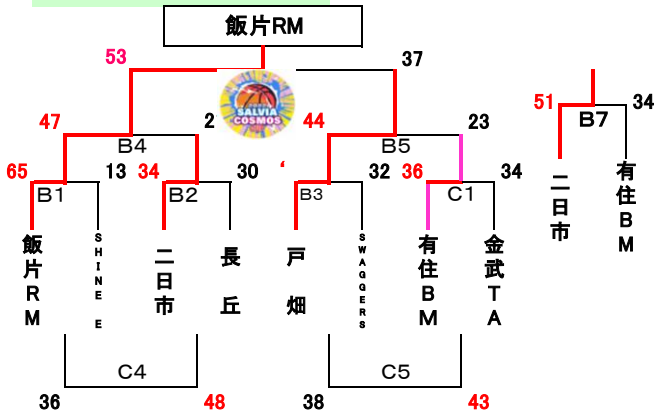 飯片RM
53
37
SALVIA
COSMOS
47
2
44
23
B4
B5
51
34
B7
65
13
34
30
32
36
34
B1
B2
B3
C1
飯片RM
SHINE E
二日市
長丘
戸畑
SWAGGERS
有住BM
金武TA
二日市
有住BM
C4
C5
36
48
38
43